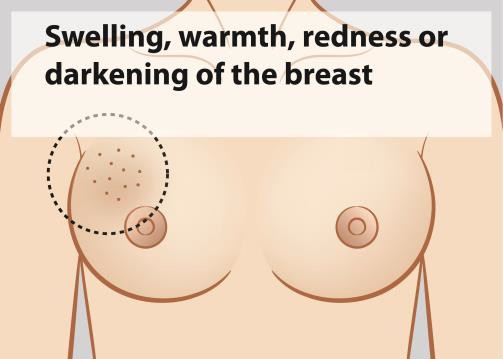 Swelling, warmth, redness or
darkening of the breast